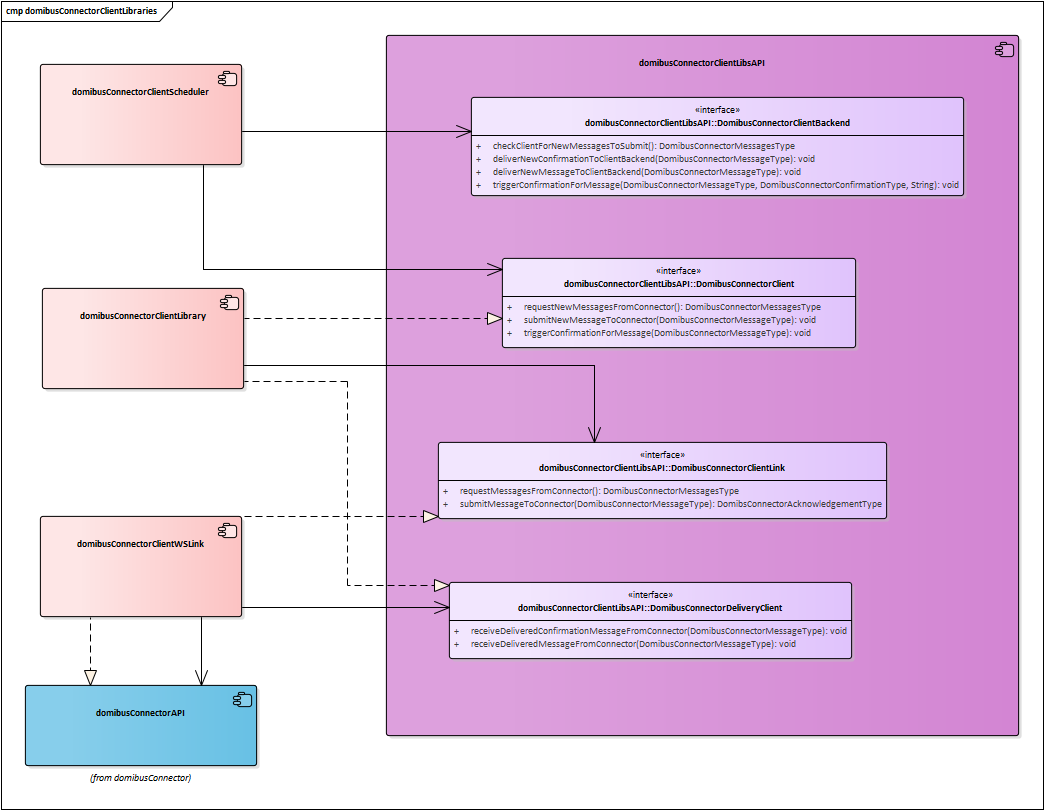 cmp domibusConnectorClientLibraries
domibusConnectorClientLibsAPI
domibusConnectorClientScheduler
«interface»
domibusConnectorClientLibsAPI::DomibusConnectorClientBackend
+ checkClientForNewMessagesToSubmit(): DomibusConnectorMessagesType
+ deliverNewConfirmationToClientBackend(DomibusConnectorMessageType): void
+ deliverNewMessageToClientBackend(DomibusConnectorMessageType): void
+ triggerConfirmationForMessage(DomibusConnectorMessageType, DomibusConnectorConfirmationType, String): void
«interface»
domibusConnectorClientLibsAPI::DomibusConnectorClient
+ requestNewMessagesFromConnector(): DomibusConnectorMessagesType
+ submitNewMessageToConnector(DomibusConnectorMessageType): void
+ triggerConfirmationForMessage(DomibusConnectorMessageType): void
domibusConnectorClientLibrary
«interface»
domibusConnectorClientLibsAPI::DomibusConnectorClientLink
+ requestMessagesFromConnector(): DomibusConnectorMessagesType
+ submitMessageToConnector(DomibusConnectorMessageType): DomibsConnectorAcknowledgementType
domibusConnectorClientWSLink
«interface»
domibusConnectorClientLibsAPI::DomibusConnectorDeliveryClient
+ receiveDeliveredConfirmationMessageFromConnector(DomibusConnectorMessageType): void
+ receiveDeliveredMessageFromConnector(DomibusConnectorMessageType): void
domibusConnectorAPI
(from domibusConnector)